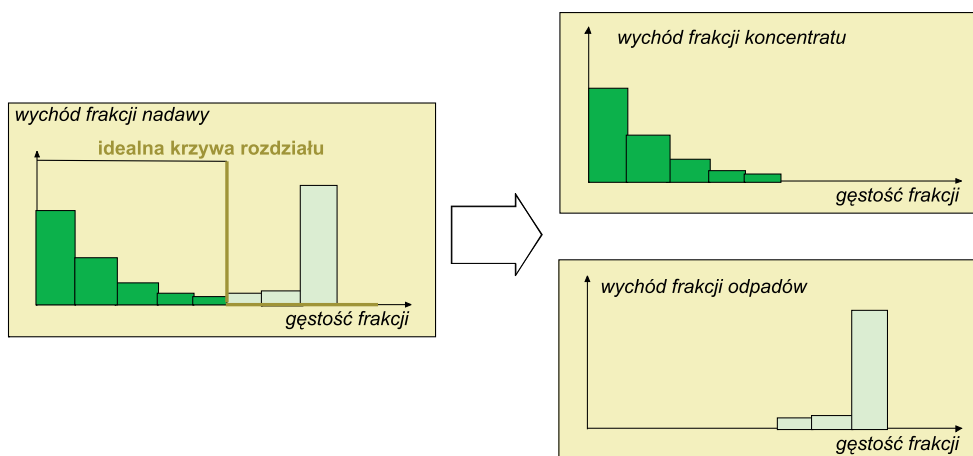 wychód frakcji nadawy
idealna krzywa rozdziału
gęstość frakcji
wychód frakcji koncentratu
gęstość frakcji
wychód frakcji odpadów
gęstość frakcji